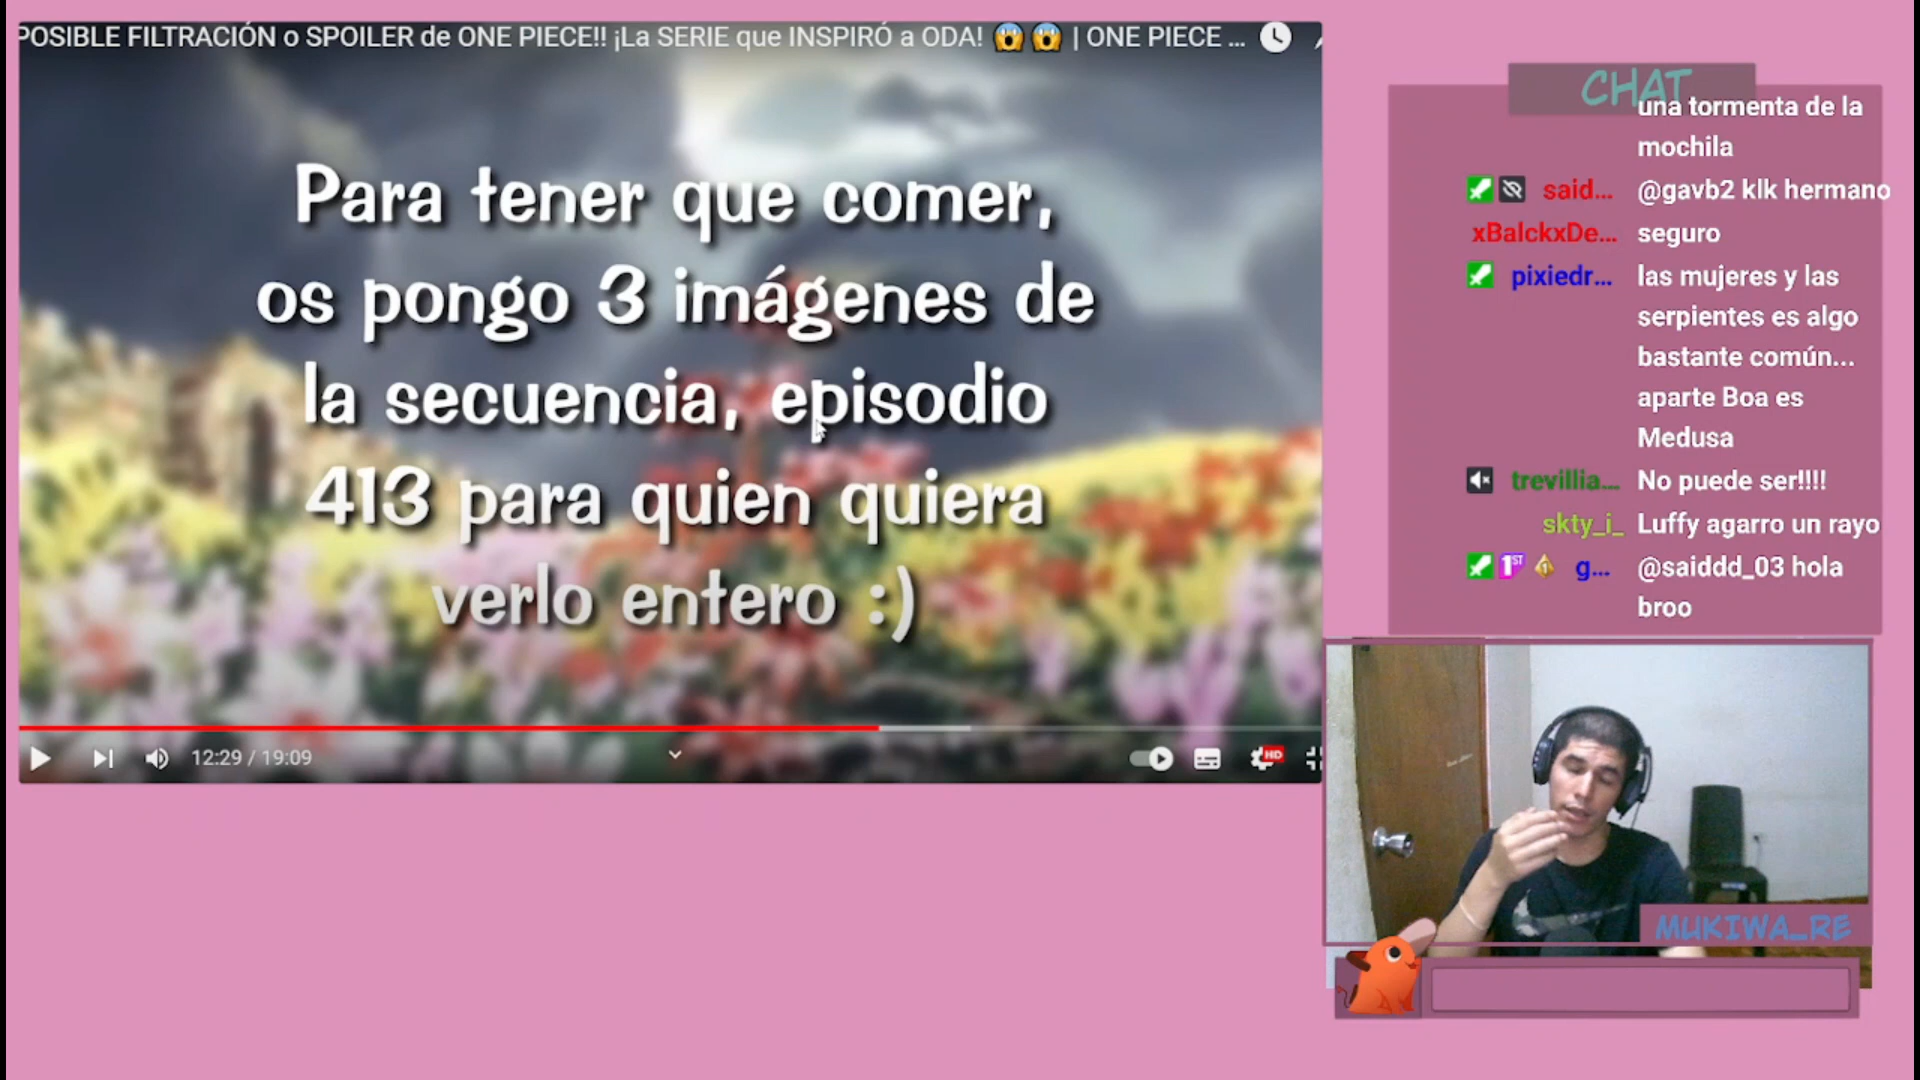 POSIBLE FILTRACIÓN o SPOILER de ONE PIECE!! ¡La SERIE que INSPIRÓ a ODA! 😱 😱 | ONE PIECE ...
Para tener que comer,
os pongo 3 imágenes de
la secuencia, episodio
413 para quien quiera
verlo entero :)
12:29 / 19:09
HD
CHAT
una tormenta de la
mochila
said... @gavb2 klk hermano
xBalckxDe... seguro
pixiedr... las mujeres y las
serpientes es algo
bastante común...
aparte Boa es
Medusa
trevillia... No puede ser!!!!
skty_i_ Luffy agarro un rayo
1ST 1 g... @saiddd_03 hola
broo
MUKIWA_RE